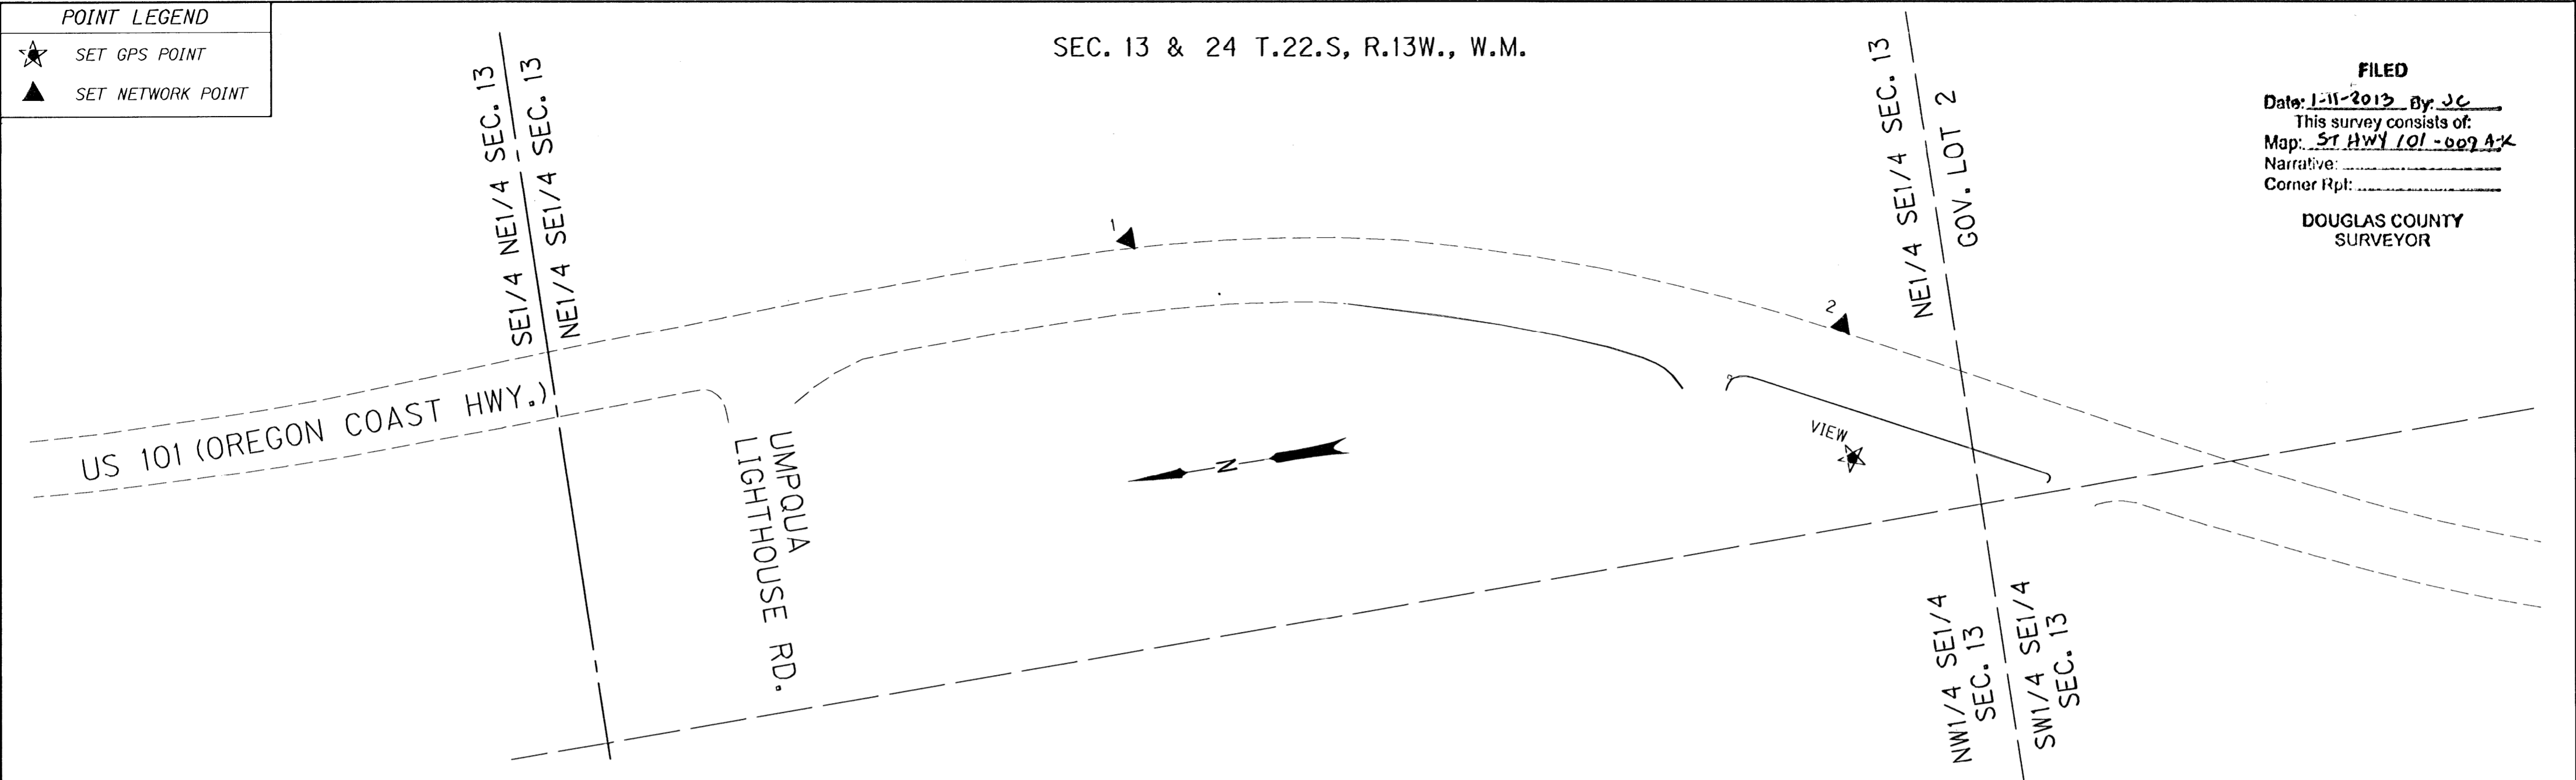 POINT LEGEND
SET GPS POINT
SET NETWORK POINT
SEC. 13 & 24 T.22.S, R.13W., W.M.
FILED
Date: 1-11-2013 By: JC
This survey consists of:
Map: ST HWY 101-009 A-K
Narrative:
Corner Rpt:
DOUGLAS COUNTY
SURVEYOR
SE1/4 NE1/4 SEC. 13
NE1/4 SE1/4 SEC. 13
NE1/4 SE1/4 SEC. 13
GOV. LOT 2
1
2
US 101 (OREGON COAST HWY.)
UMPQUA
LIGHTHOUSE RD.
N
VIEW
NW1/4 SE1/4
SEC. 13
SW1/4 SE1/4
SEC. 13